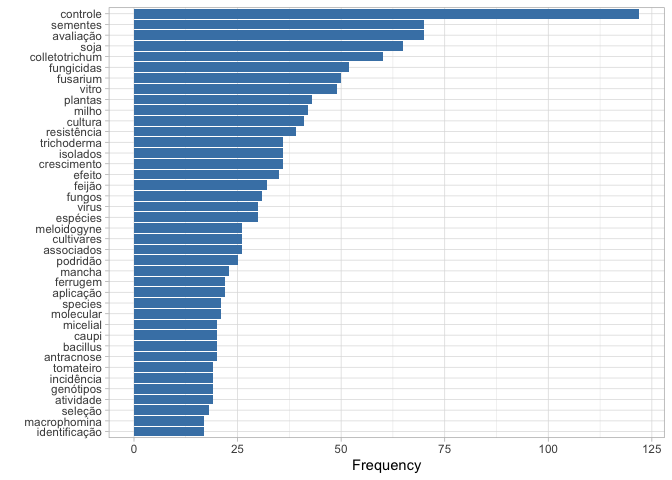 controle
sementes
avaliação
soja
colletotrichum
fungicidas
fusarium
vitro
plantas
milho
cultura
resistência
trichoderma
isolados
crescimento
efeito
feijão
fungos
vírus
espécies
meloidogyne
cultivares
associados
podridão
mancha
ferrugem
aplicação
species
molecular
micelial
caupi
bacillus
antracnose
tomateiro
incidência
genótipos
atividade
seleção
macrophomina
identificação
0 25 50 75 100 125
Frequency